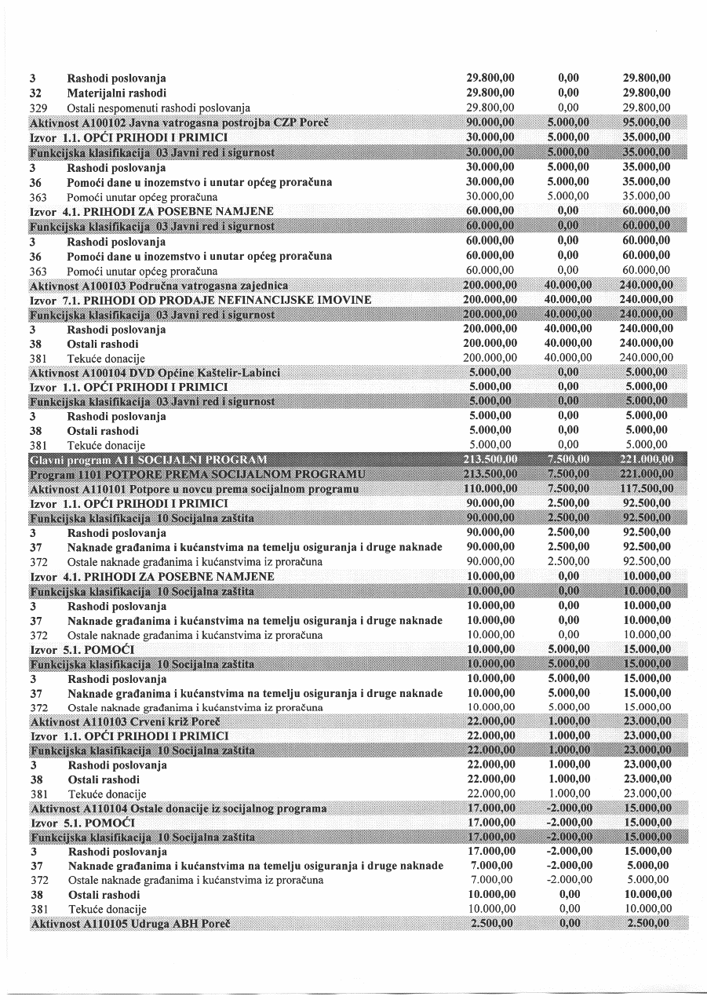 3 Rashodi poslovanja 29.800,00 0,00 29.800,00
32 Materijalni rashodi 29.800,00 0,00 29.800,00
329 Ostali nespomenuti rashodi poslovanja 29.800,00 0,00 29.800,00
Aktivnost A100102 Javna vatrogasna postrojba CZP Poreč 90.000,00 5.000,00 95.000,00
Izvor 1.1. OPĆI PRIHODI I PRIMICI 30.000,00 5.000,00 35.000,00
Funkcijska klasifikacija 03 Javni red i sigurnost 30.000,00 5.000,00 35.000,00
3 Rashodi poslovanja 30.000,00 5.000,00 35.000,00
36 Pomoći dane u inozemstvo i unutar općeg proračuna 30.000,00 5.000,00 35.000,00
363 Pomoći unutar općeg proračuna 30.000,00 5.000,00 35.000,00
Izvor 4.1. PRIHODI ZA POSEBNE NAMJENE 60.000,00 0,00 60.000,00
Funkcijska klasifikacija 03 Javni red i sigurnost 60.000,00 0,00 60.000,00
3 Rashodi poslovanja 60.000,00 0,00 60.000,00
36 Pomoći dane u inozemstvo i unutar općeg proračuna 60.000,00 0,00 60.000,00
363 Pomoći unutar općeg proračuna 60.000,00 0,00 60.000,00
Aktivnost A100103 Područna vatrogasna zajednica 200.000,00 40.000,00 240.000,00
Izvor 7.1. PRIHODI OD PRODAJE NEFINANCIJSKE IMOVINE 200.000,00 40.000,00 240.000,00
Funkcijska klasifikacija 03 Javni red i sigurnost 200.000,00 40.000,00 240.000,00
3 Rashodi poslovanja 200.000,00 40.000,00 240.000,00
38 Ostali rashodi 200.000,00 40.000,00 240.000,00
381 Tekuće donacije 200.000,00 40.000,00 240.000,00
Aktivnost A100104 DVD Općine Kaštelir-Labinci 5.000,00 0,00 5.000,00
Izvor 1.1. OPĆI PRIHODI I PRIMICI 5.000,00 0,00 5.000,00
Funkcijska klasifikacija 03 Javni red i sigurnost 5.000,00 0,00 5.000,00
3 Rashodi poslovanja 5.000,00 0,00 5.000,00
38 Ostali rashodi 5.000,00 0,00 5.000,00
381 Tekuće donacije 5.000,00 0,00 5.000,00
Glavni program A11 SOCIJALNI PROGRAM 213.500,00 7.500,00 221.000,00
Program 1101 POTPORE PREMA SOCIJALNOM PROGRAMU 213.500,00 7.500,00 221.000,00
Aktivnost A110101 Potpore u novcu prema socijalnom programu 110.000,00 7.500,00 117.500,00
Izvor 1.1. OPĆI PRIHODI I PRIMICI 90.000,00 2.500,00 92.500,00
Funkcijska klasifikacija 10 Socijalna zaštita 90.000,00 2.500,00 92.500,00
3 Rashodi poslovanja 90.000,00 2.500,00 92.500,00
37 Naknade građanima i kućanstvima na temelju osiguranja i druge naknade 90.000,00 2.500,00 92.500,00
372 Ostale naknade građanima i kućanstvima iz proračuna 90.000,00 2.500,00 92.500,00
Izvor 4.1. PRIHODI ZA POSEBNE NAMJENE 10.000,00 0,00 10.000,00
Funkcijska klasifikacija 10 Socijalna zaštita 10.000,00 0,00 10.000,00
3 Rashodi poslovanja 10.000,00 0,00 10.000,00
37 Naknade građanima i kućanstvima na temelju osiguranja i druge naknade 10.000,00 0,00 10.000,00
372 Ostale naknade građanima i kućanstvima iz proračuna 10.000,00 0,00 10.000,00
Izvor 5.1. POMOĆI 10.000,00 5.000,00 15.000,00
Funkcijska klasifikacija 10 Socijalna zaštita 10.000,00 5.000,00 15.000,00
3 Rashodi poslovanja 10.000,00 5.000,00 15.000,00
37 Naknade građanima i kućanstvima na temelju osiguranja i druge naknade 10.000,00 5.000,00 15.000,00
372 Ostale naknade građanima i kućanstvima iz proračuna 10.000,00 5.000,00 15.000,00
Aktivnost A110103 Crveni križ Poreč 22.000,00 1.000,00 23.000,00
Izvor 1.1. OPĆI PRIHODI I PRIMICI 22.000,00 1.000,00 23.000,00
Funkcijska klasifikacija 10 Socijalna zaštita 22.000,00 1.000,00 23.000,00
3 Rashodi poslovanja 22.000,00 1.000,00 23.000,00
38 Ostali rashodi 22.000,00 1.000,00 23.000,00
381 Tekuće donacije 22.000,00 1.000,00 23.000,00
Aktivnost A110104 Ostale donacije iz socijalnog programa 17.000,00 -2.000,00 15.000,00
Izvor 5.1. POMOĆI 17.000,00 -2.000,00 15.000,00
Funkcijska klasifikacija 10 Socijalna zaštita 17.000,00 -2.000,00 15.000,00
3 Rashodi poslovanja 17.000,00 -2.000,00 15.000,00
37 Naknade građanima i kućanstvima na temelju osiguranja i druge naknade 7.000,00 -2.000,00 5.000,00
372 Ostale naknade građanima i kućanstvima iz proračuna 7.000,00 -2.000,00 5.000,00
38 Ostali rashodi 10.000,00 0,00 10.000,00
381 Tekuće donacije 10.000,00 0,00 10.000,00
Aktivnost A110105 Udruga ABH Poreč 2.500,00 0,00 2.500,00